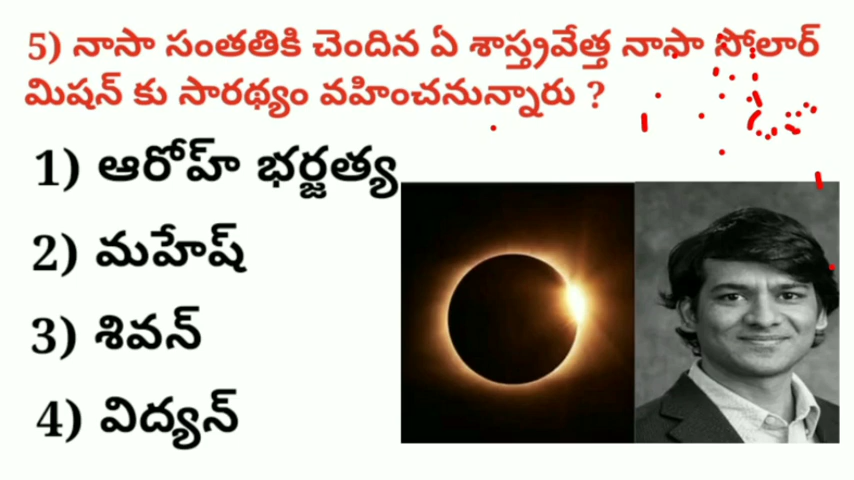 5) నాసా సంతతికి చెందిన ఏ శాస్త్రవేత్త నాసా సోలార్
మిషన్ కు సారథ్యం వహించనున్నారు ?
1) ఆరోహ్ భర్జత్య
2) మహేష్
3) శివన్
4) విద్యన్